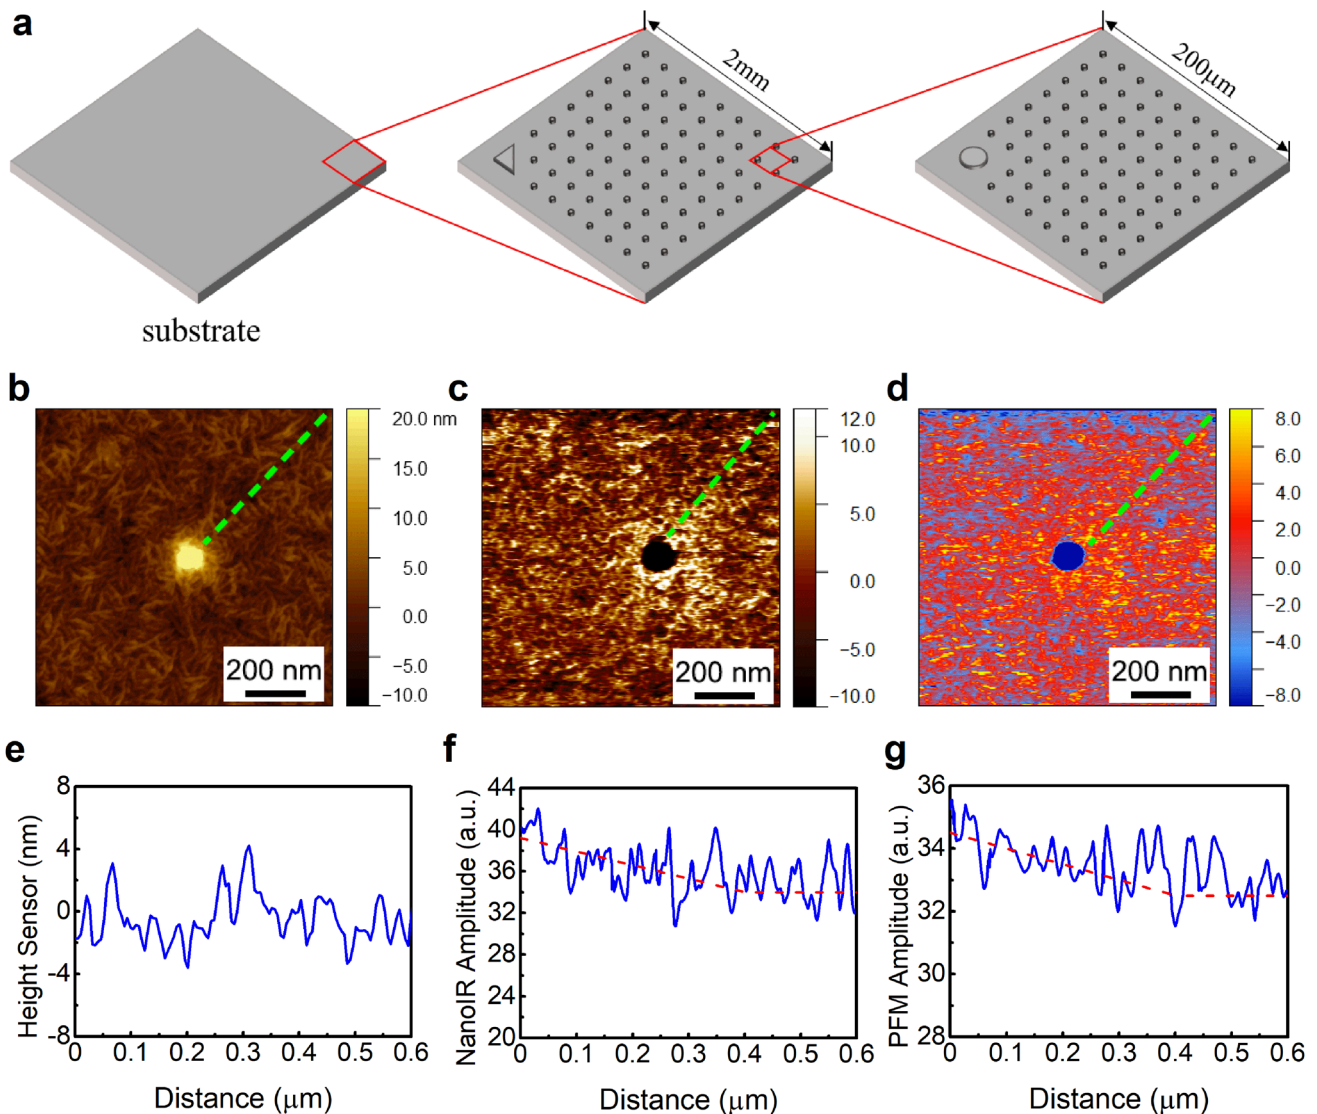 a
2mm
200μm
substrate
b
20.0 nm
15.0
10.0
5.0
0.0
−5.0
−10.0
200 nm
c
12.0
10.0
5.0
0.0
−5.0
−10.0
200 nm
d
8.0
6.0
4.0
2.0
0.0
−2.0
−4.0
−8.0
200 nm
e
Height Sensor (nm)
8
4
0
-4
-8
0
0.1
0.2
0.3
0.4
0.5
0.6
Distance (μm)
f
NanoIR Amplitude (a.u.)
44
40
36
32
28
24
20
0
0.1
0.2
0.3
0.4
0.5
0.6
Distance (μm)
g
PFM Amplitude (a.u.)
36
34
32
30
28
0
0.1
0.2
0.3
0.4
0.5
0.6
Distance (μm)